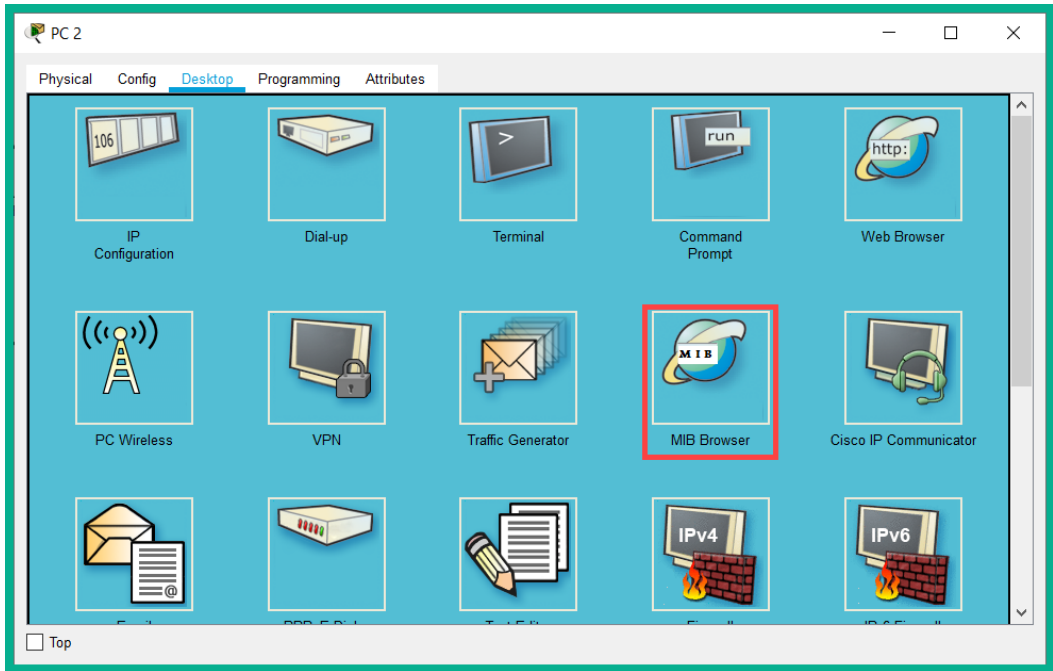 PC 2
Physical Config Desktop Programming Attributes
106
>
run
http:
IP
Configuration
Dial-up
Terminal
Command
Prompt
Web Browser
MIB
PC Wireless
VPN
Traffic Generator
MIB Browser
Cisco IP Communicator
@
IPv4
IPv6
Top